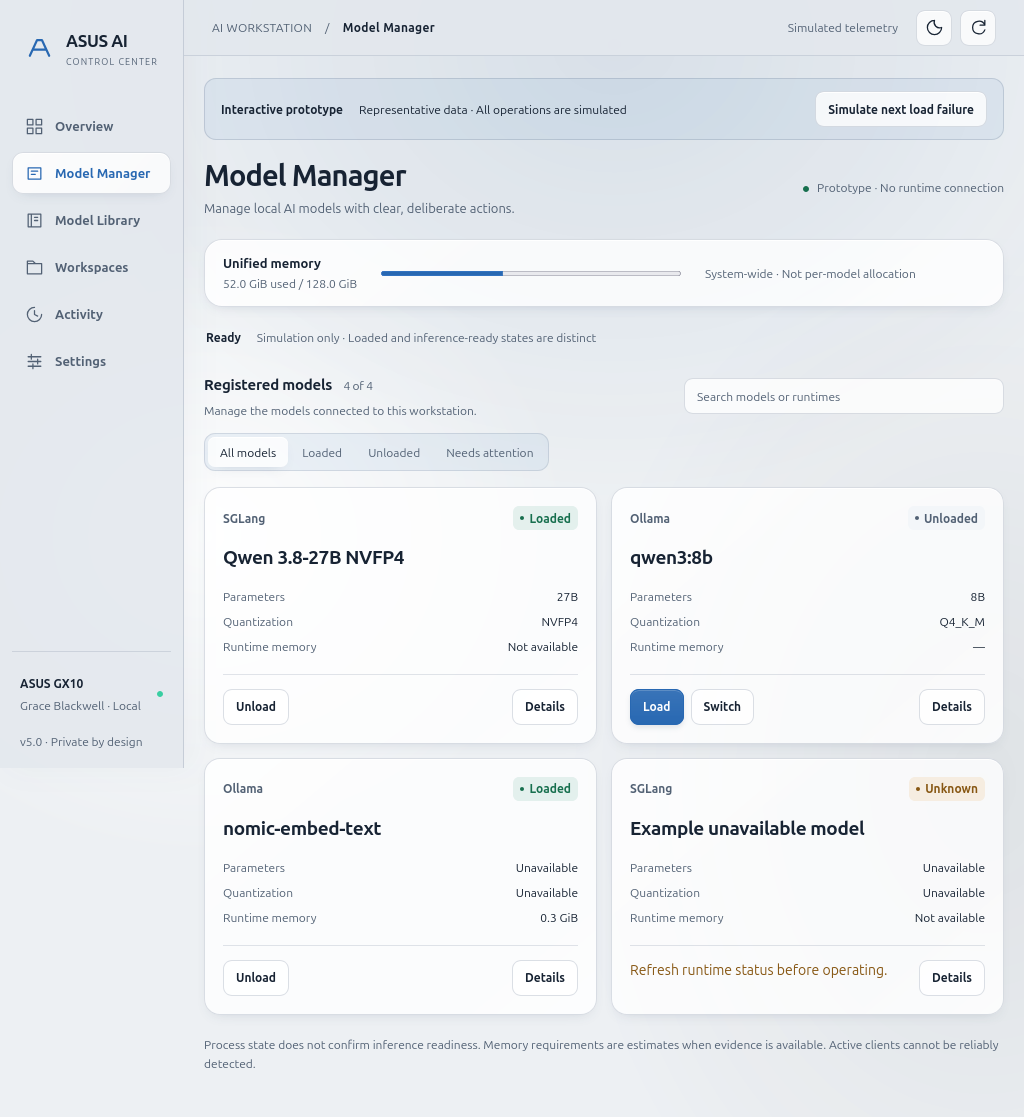 ASUS AI
CONTROL CENTER
Overview
Model Manager
Model Library
Workspaces
Activity
Settings
ASUS GX10
Grace Blackwell · Local
v5.0 · Private by design
AI WORKSTATION / Model Manager
Simulated telemetry
Interactive prototype Representative data · All operations are simulated
Simulate next load failure
Model Manager
Manage local AI models with clear, deliberate actions.
Prototype · No runtime connection
Unified memory
52.0 GiB used / 128.0 GiB
System-wide · Not per-model allocation
Ready Simulation only · Loaded and inference-ready states are distinct
Registered models 4 of 4
Manage the models connected to this workstation.
Search models or runtimes
All models Loaded Unloaded Needs attention
SGLang • Loaded
Qwen 3.8-27B NVFP4
Parameters 27B
Quantization NVFP4
Runtime memory Not available
Unload Details
Ollama • Unloaded
qwen3:8b
Parameters 8B
Quantization Q4_K_M
Runtime memory —
Load Switch Details
Ollama • Loaded
nomic-embed-text
Parameters Unavailable
Quantization Unavailable
Runtime memory 0.3 GiB
Unload Details
SGLang • Unknown
Example unavailable model
Parameters Unavailable
Quantization Unavailable
Runtime memory Not available
Refresh runtime status before operating. Details
Process state does not confirm inference readiness. Memory requirements are estimates when evidence is available. Active clients cannot be reliably
detected.